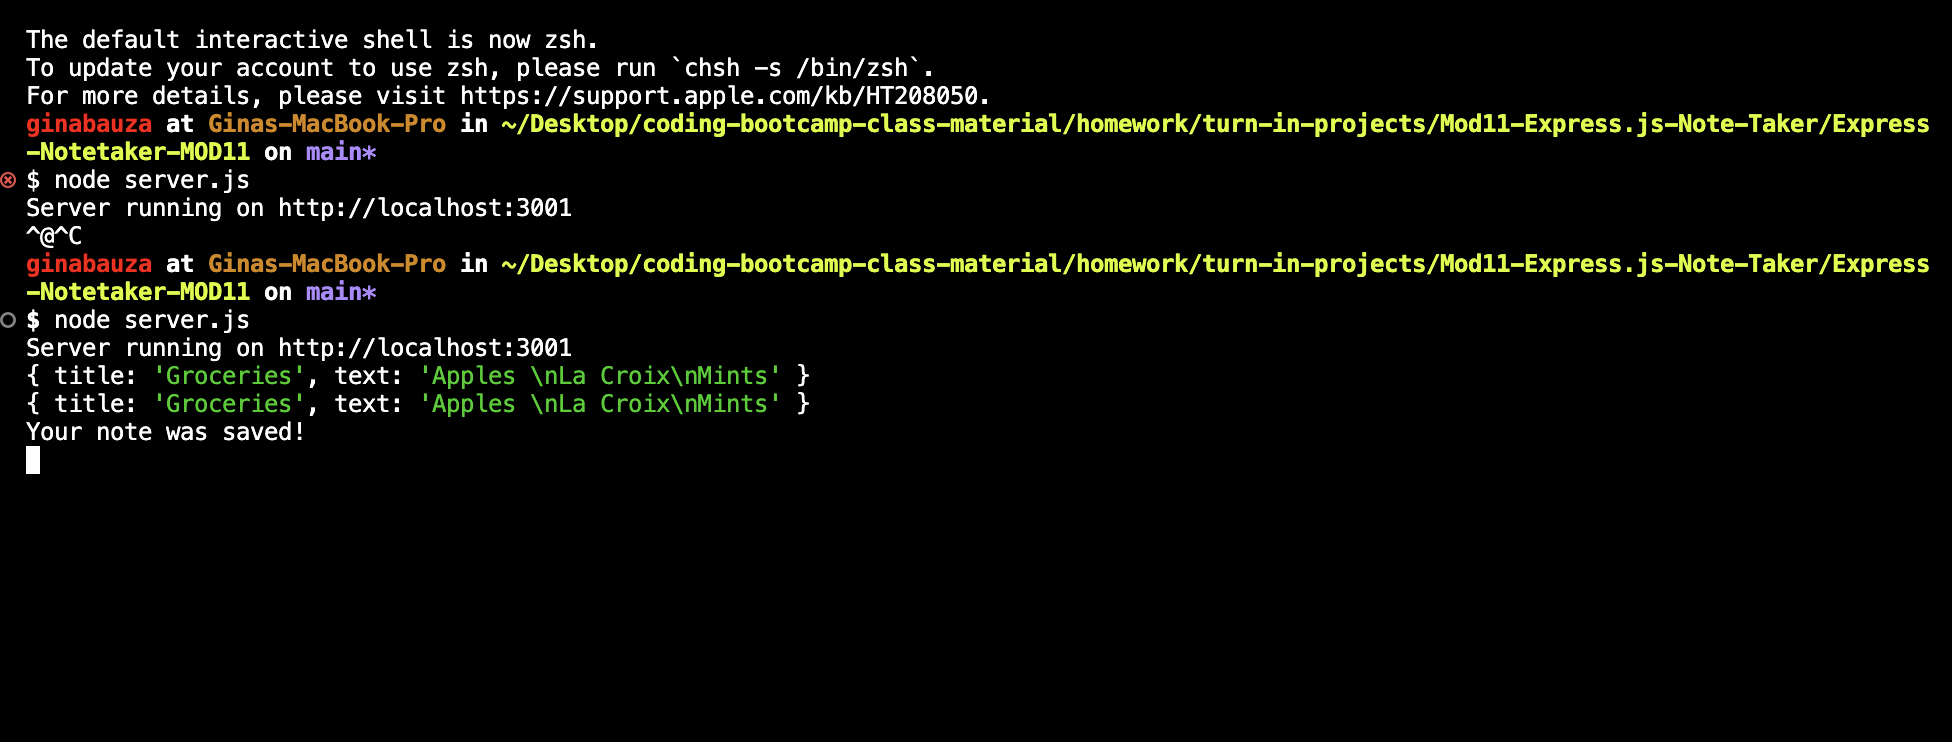 The default interactive shell is now zsh.
To update your account to use zsh, please run `chsh -s /bin/zsh`.
For more details, please visit https://support.apple.com/kb/HT208050.
ginabauza at Ginas-MacBook-Pro in ~/Desktop/coding-bootcamp-class-material/homework/turn-in-projects/Mod11-Express.js-Note-Taker/Express
-Notetaker-MOD11 on main*
$ node server.js
Server running on http://localhost:3001
^@^C
ginabauza at Ginas-MacBook-Pro in ~/Desktop/coding-bootcamp-class-material/homework/turn-in-projects/Mod11-Express.js-Note-Taker/Express
-Notetaker-MOD11 on main*
$ node server.js
Server running on http://localhost:3001
{ title: 'Groceries', text: 'Apples \nLa Croix\nMints' }
{ title: 'Groceries', text: 'Apples \nLa Croix\nMints' }
Your note was saved!